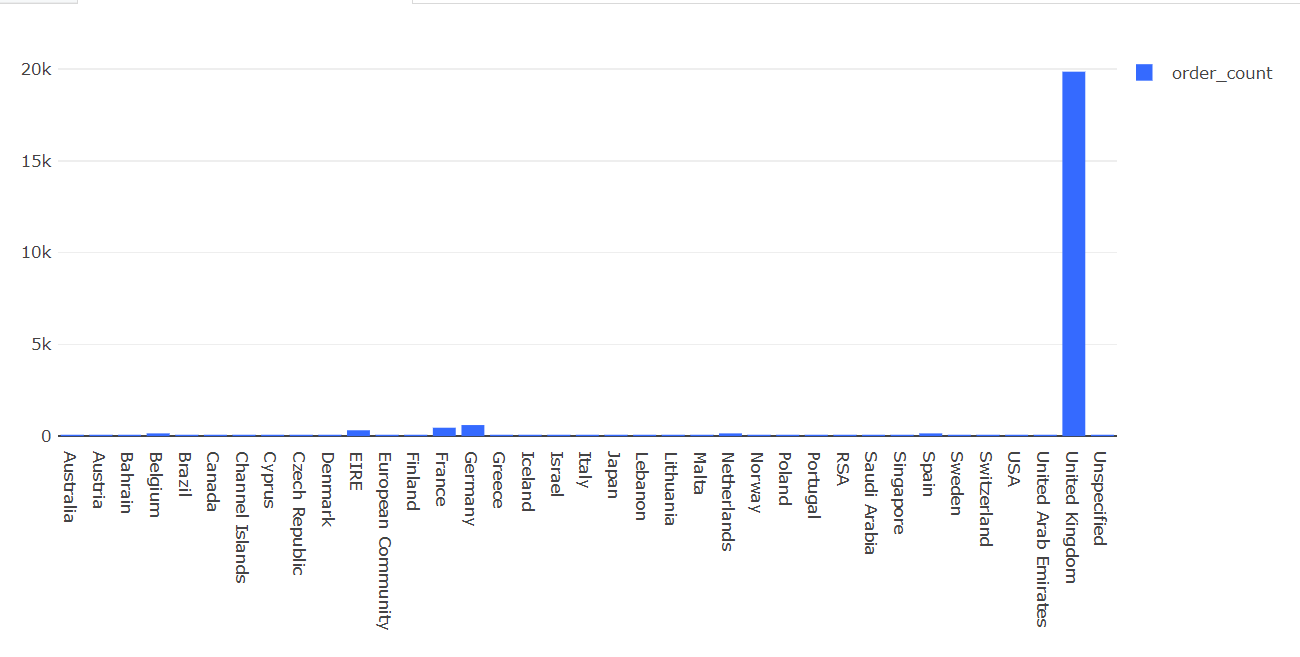 20k
15k
10k
5k
0
order_count
Australia
Austria
Bahrain
Belgium
Brazil
Canada
Channel Islands
Cyprus
Czech Republic
Denmark
EIRE
European Community
Finland
France
Germany
Greece
Iceland
Israel
Italy
Japan
Lebanon
Lithuania
Malta
Netherlands
Norway
Poland
Portugal
RSA
Saudi Arabia
Singapore
Spain
Sweden
Switzerland
USA
United Arab Emirates
United Kingdom
Unspecified